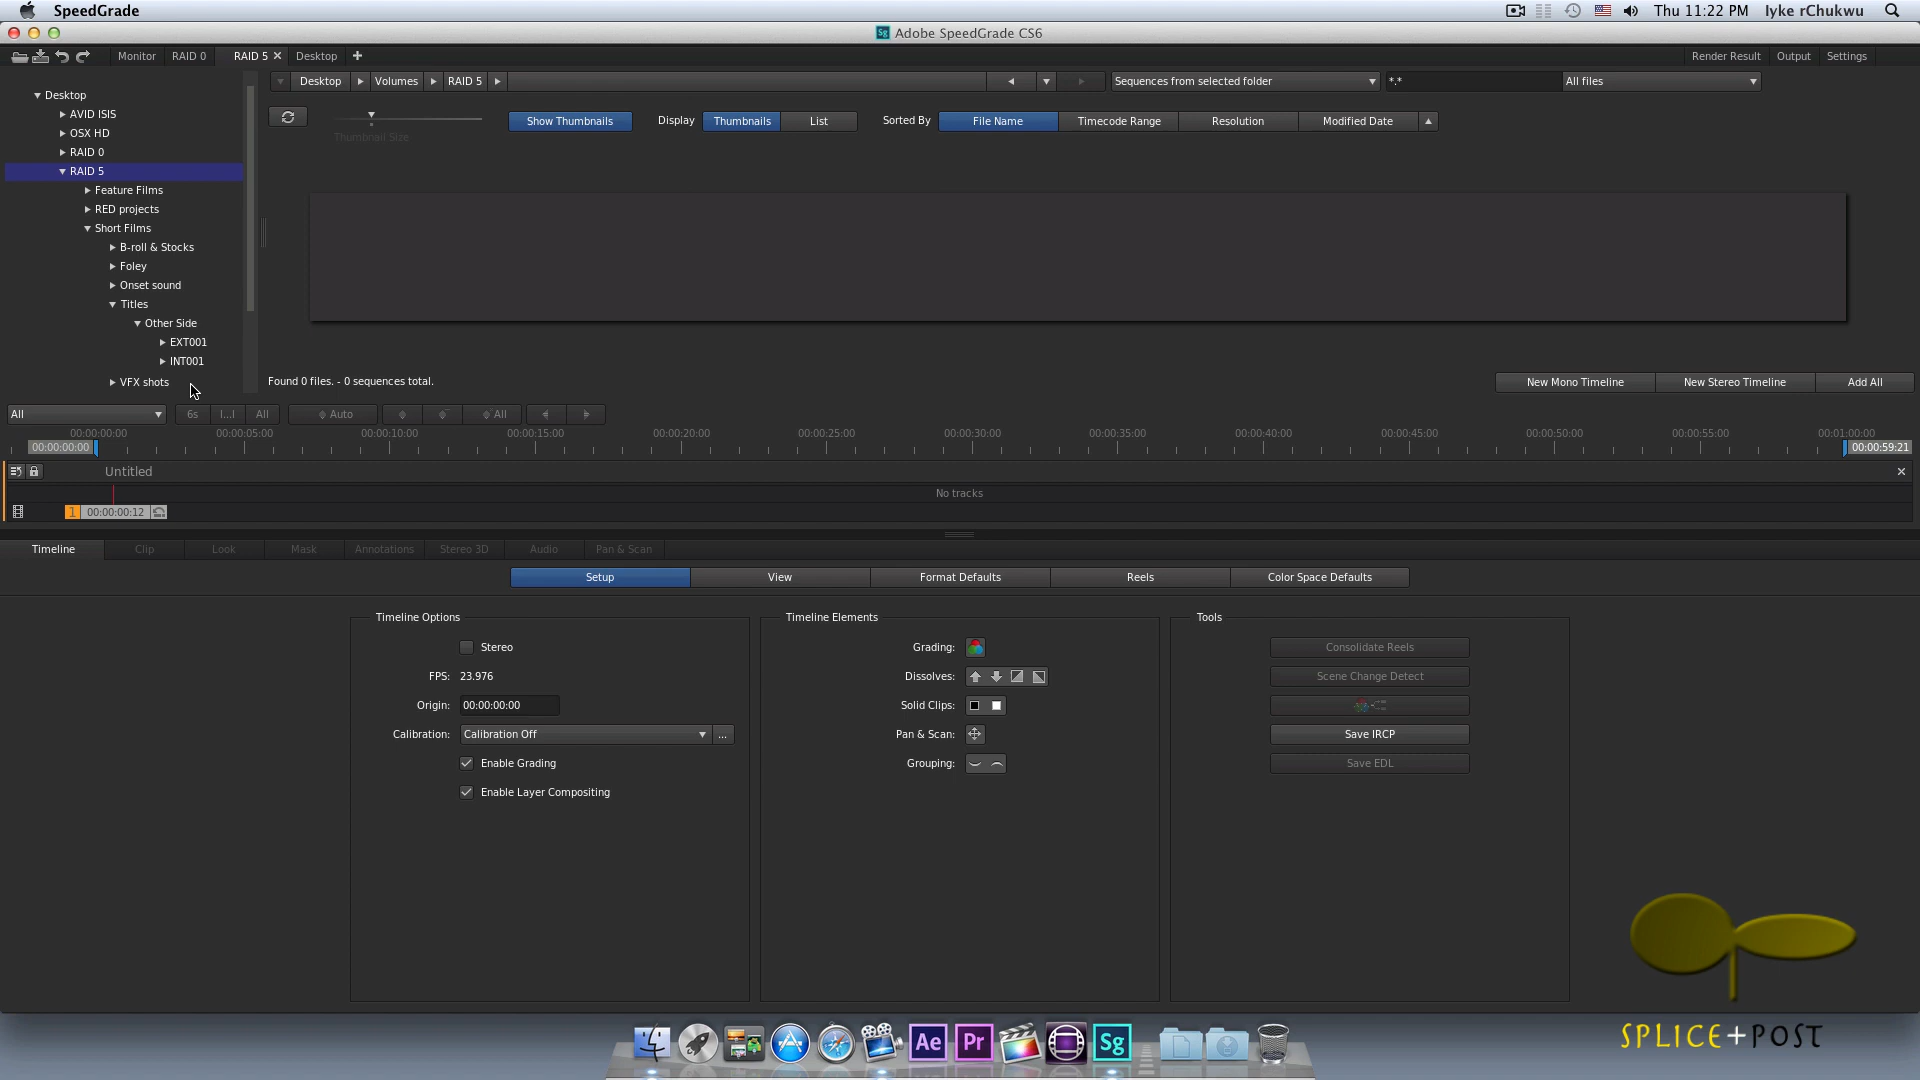 SpeedGrade
Thu 11:22 PM
Iyke rChukwu
Sg Adobe SpeedGrade CS6
Monitor
RAID 0
RAID 5
Desktop
Render Result
Output
Settings
Desktop
Volumes
RAID 5
Sequences from selected folder
*.*
All files
Desktop
AVID ISIS
OSX HD
RAID 0
RAID 5
Feature Films
RED projects
Short Films
B-roll & Stocks
Foley
Onset sound
Titles
Other Side
EXT001
INT001
VFX shots
Thumbnail Size
Show Thumbnails
Display
Thumbnails
List
Sorted By
File Name
Timecode Range
Resolution
Modified Date
Found 0 files. - 0 sequences total.
New Mono Timeline
New Stereo Timeline
Add All
All
6s
I...I
All
Auto
All
00:00:00:00
00:00:05:00
00:00:10:00
00:00:15:00
00:00:20:00
00:00:25:00
00:00:30:00
00:00:35:00
00:00:40:00
00:00:45:00
00:00:50:00
00:00:55:00
00:01:00:00
00:00:00:00
00:00:59:21
Untitled
No tracks
1
00:00:00:12
Timeline
Clip
Look
Mask
Annotations
Stereo 3D
Audio
Pan & Scan
Setup
View
Format Defaults
Reels
Color Space Defaults
Timeline Options
Stereo
FPS: 23.976
Origin: 00:00:00:00
Calibration: Calibration Off
...
Enable Grading
Enable Layer Compositing
Timeline Elements
Grading:
Dissolves:
Solid Clips:
Pan & Scan:
Grouping:
Tools
Consolidate Reels
Scene Change Detect
Save IRCP
Save EDL
Ae
Pr
Sg
SPLICE+POST